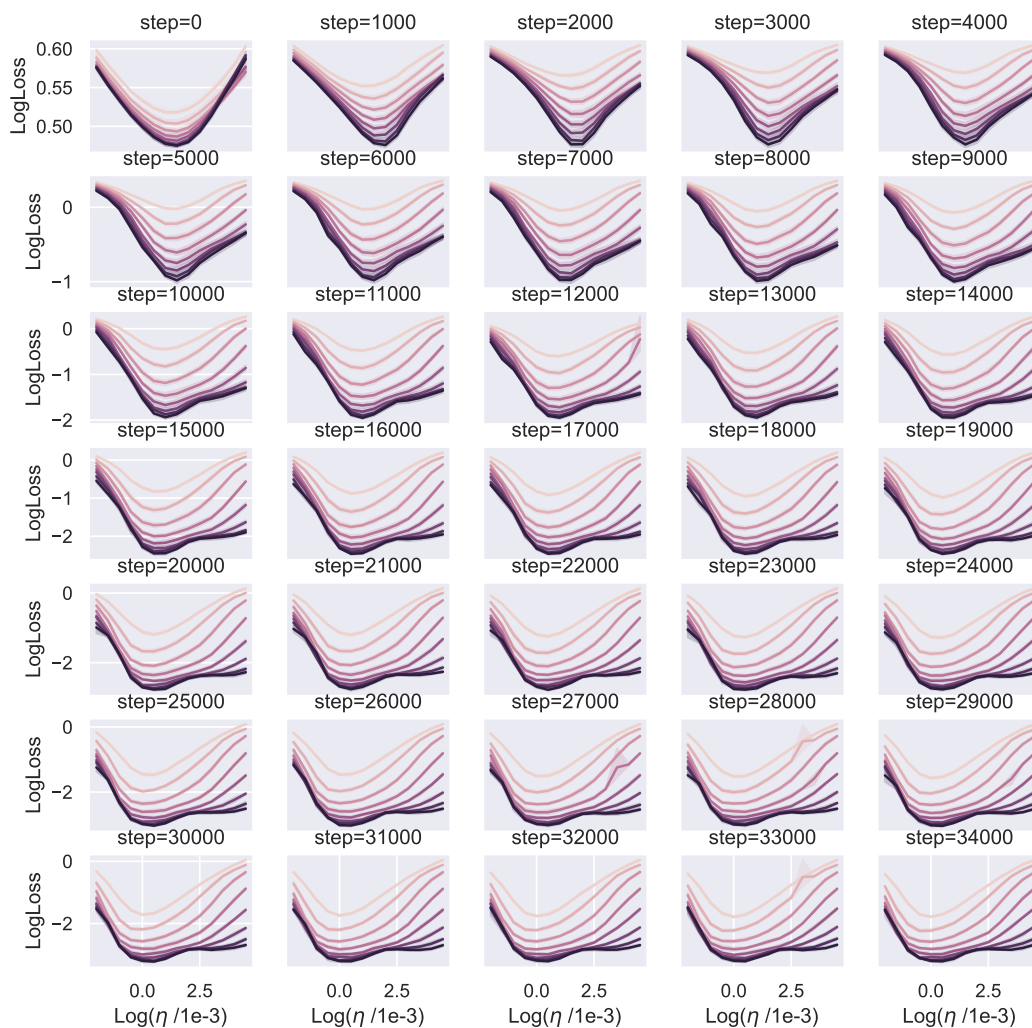 step=0 step=1000 step=2000 step=3000 step=4000
0.60
0.55
0.50
LogLoss
step=5000 step=6000 step=7000 step=8000 step=9000
0
−1
LogLoss
step=10000 step=11000 step=12000 step=13000 step=14000
0
−1
−2
LogLoss
step=15000 step=16000 step=17000 step=18000 step=19000
0
−1
−2
LogLoss
step=20000 step=21000 step=22000 step=23000 step=24000
0
−2
LogLoss
step=25000 step=26000 step=27000 step=28000 step=29000
0
−2
LogLoss
step=30000 step=31000 step=32000 step=33000 step=34000
0
−2
LogLoss
0.0 2.5 0.0 2.5 0.0 2.5 0.0 2.5 0.0 2.5
Log(η /1e-3) Log(η /1e-3) Log(η /1e-3) Log(η /1e-3) Log(η /1e-3)